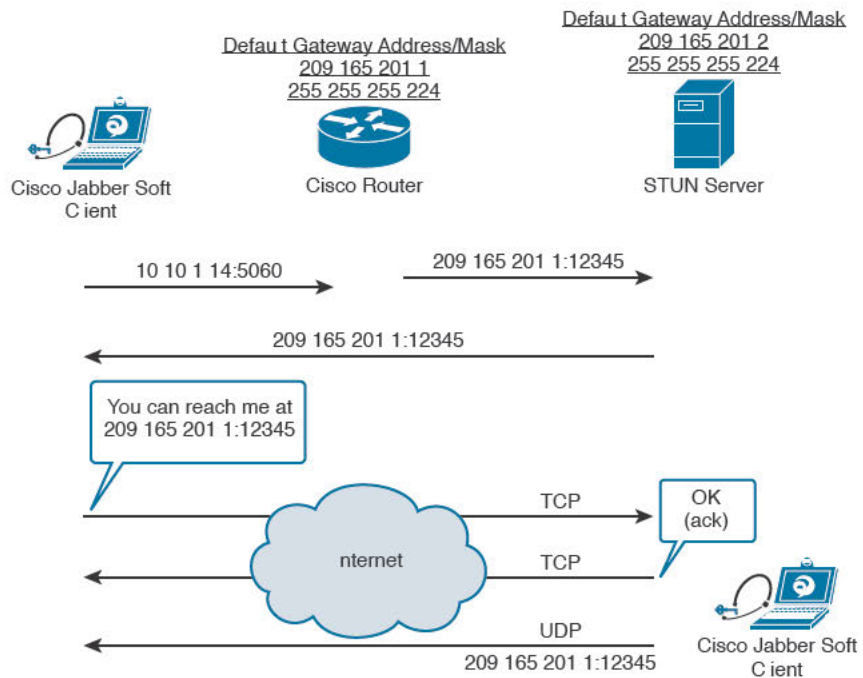 Defau t Gateway Address/Mask
209 165 201 1
255 255 255 224
Defau t Gateway Address/Mask
209 165 201 2
255 255 255 224
Cisco Jabber Soft
C ient
Cisco Router
STUN Server
10 10 1 14:5060
209 165 201 1:12345
209 165 201 1:12345
You can reach me at
209 165 201 1:12345
TCP
OK
(ack)
nternet
TCP
UDP
209 165 201 1:12345
Cisco Jabber Soft
C ient